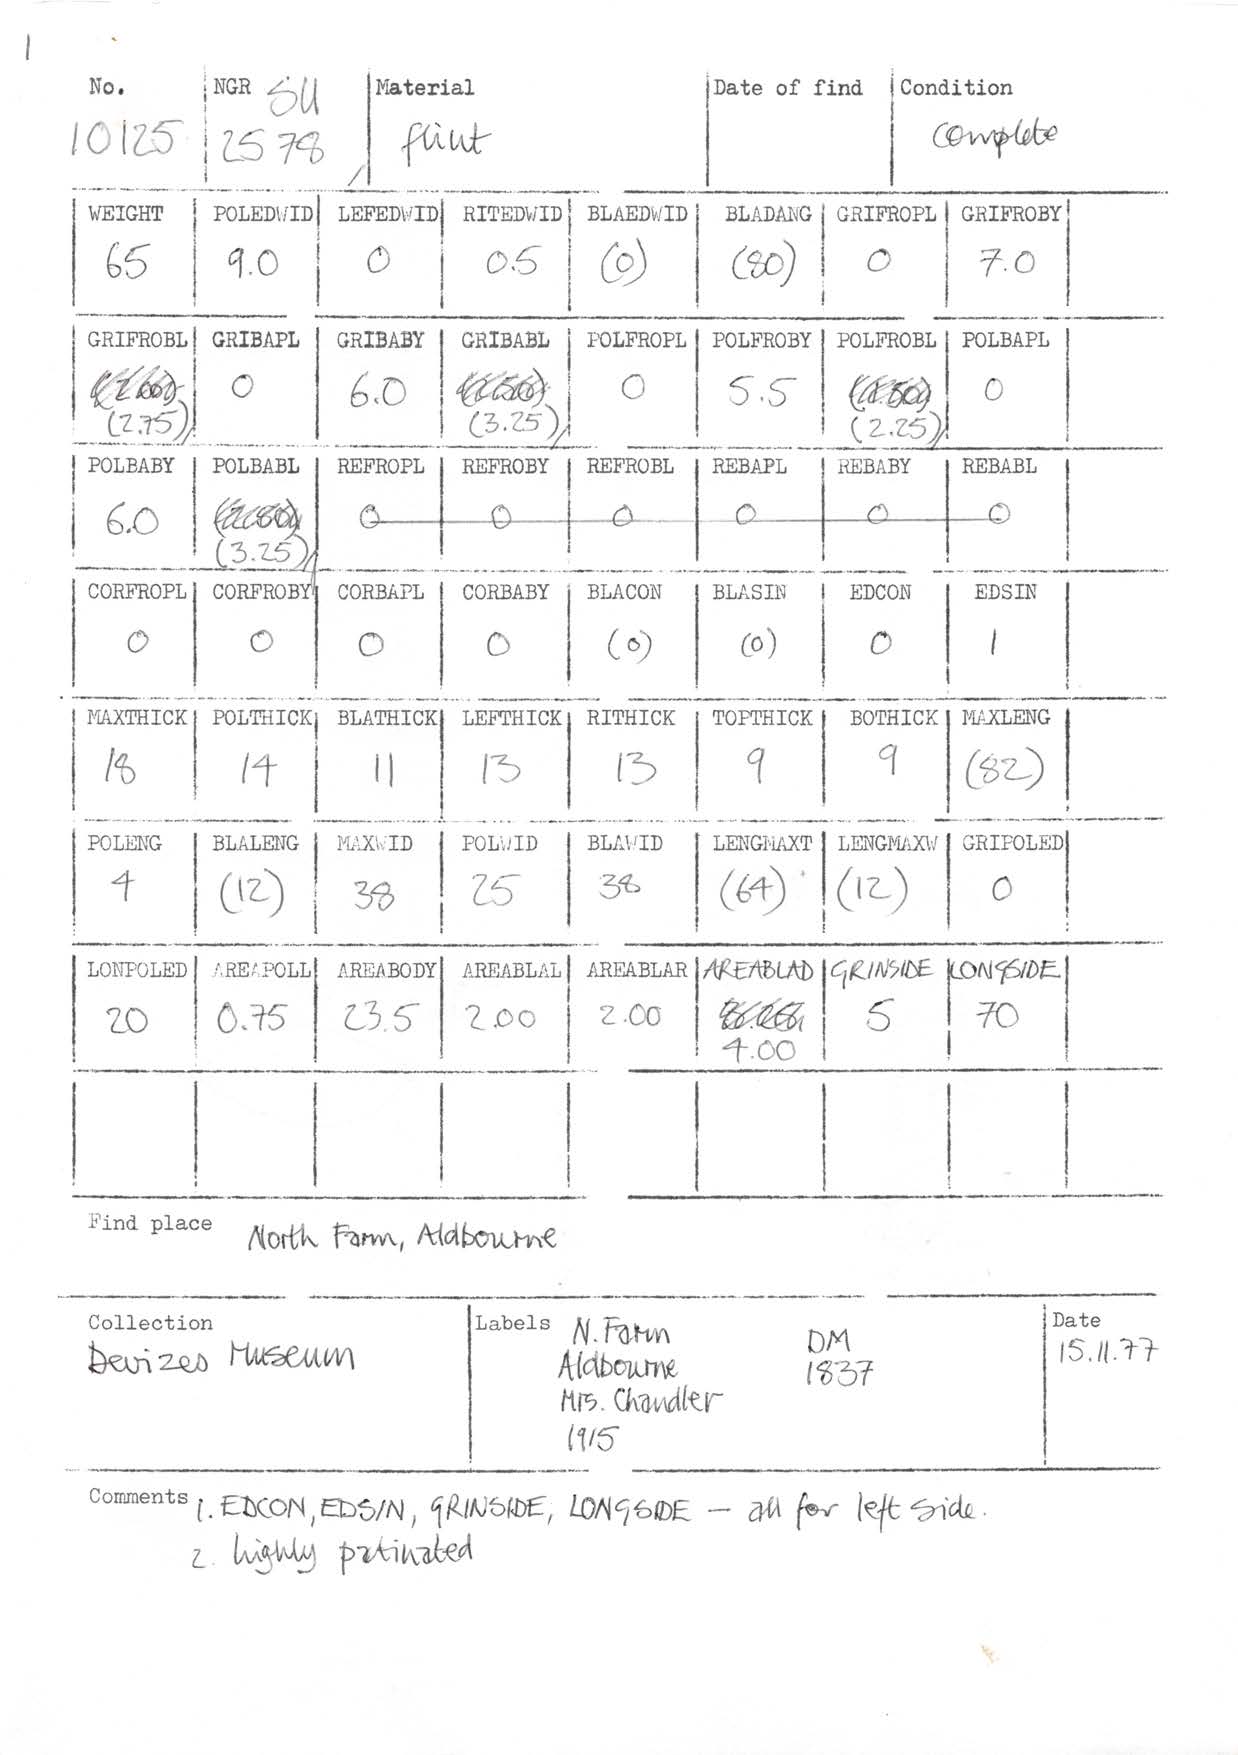 1
No. NGR SU Material Date of find Condition
10125 2578 flint complete
WEIGHT POLEDWID LEFEDWID RITEDWID BLAEDWID BLADANG GRIFROPL GRIFROBY
65 9.0 0 0.5 (0) (80) 0 7.0
GRIFROBL GRIBAPL GRIBABY GRIBABL POLFROPL POLFROBY POLFROBL POLBAPL
0 6.0 0 5.5 0
(2.75) (3.25) (2.25)
POLBABY POLBABL REFROPL REFROBY REFROBL REBAPL REBABY REBABL
6.0 0 0 0 0 0 0
(3.25)
CORFROPL CORFROBY CORBAPL CORBABY BLACON BLASIN EDCON EDSIN
0 0 0 0 (0) (0) 0 1
MAXTHICK POLTHICK BLATHICK LEFTHICK RITHICK TOPTHICK BOTHICK MAXLENG
18 14 11 13 13 9 9 (82)
POLENG BLALENG MAXWID POLWID BLAWID LENGMAXT LENGMAXW GRIPOLED
4 (12) 38 25 38 (64) (12) 0
LONPOLED AREAPOLL AREABODY AREABLAL AREABLAR AREABLAD GRINSIDE LONGSIDE
20 0.75 23.5 2.00 2.00 5 70
4.00
Find place North Farm, Aldbourne
Collection Labels N. Farm DM Date
Devizes Museum Aldbourne 1837 15.11.77
Mrs. Chandler
1915
Comments 1. EDCON, EDSIN, GRINSIDE, LONGSIDE — all for left side.
2. highly patinated